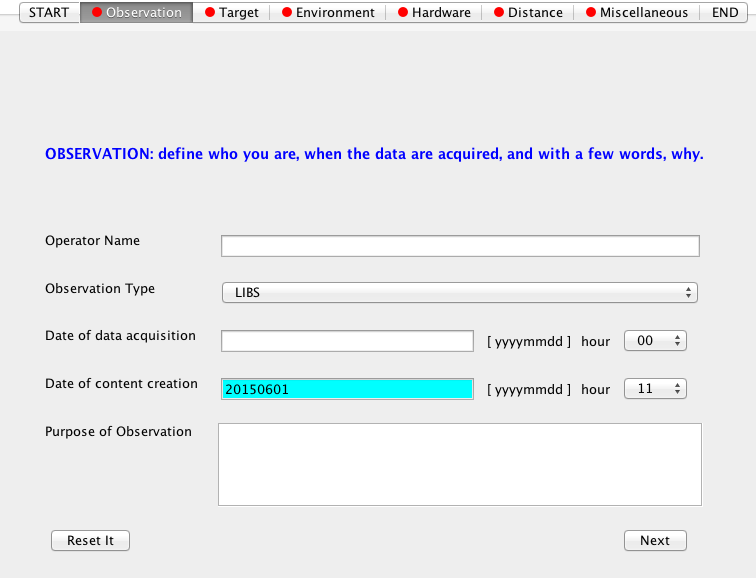 START Observation Target Environment Hardware Distance Miscellaneous END
OBSERVATION: define who you are, when the data are acquired, and with a few words, why.
Operator Name
Observation Type LIBS
Date of data acquisition [ yyyymmdd ] hour 00
Date of content creation 20150601 [ yyyymmdd ] hour 11
Purpose of Observation
Reset It Next